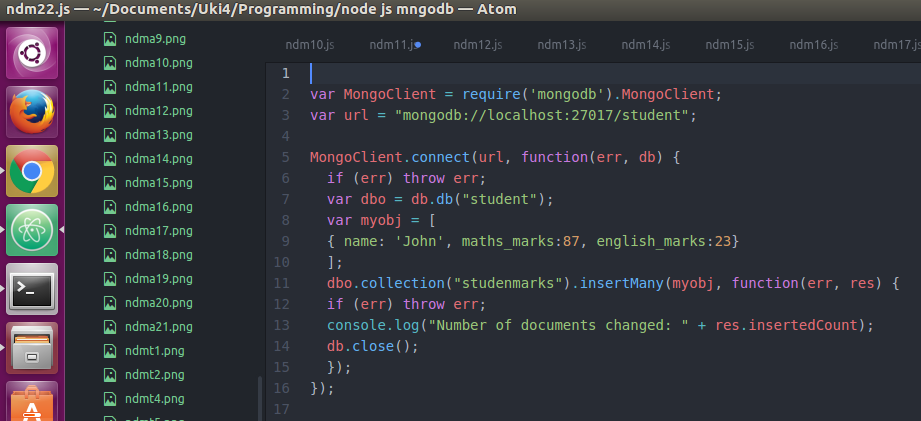 ndm22.js — ~/Documents/Uki4/Programming/node js mngodb — Atom
ndma9.png
ndma10.png
ndma11.png
ndma12.png
ndma13.png
ndma14.png
ndma15.png
ndma16.png
ndma17.png
ndma18.png
ndma19.png
ndma20.png
ndma21.png
ndmt1.png
ndmt2.png
ndmt4.png
ndm10.js ndm11.js ndm12.js ndm13.js ndm14.js ndm15.js ndm16.js ndm17.js
1
2 var MongoClient = require('mongodb').MongoClient;
3 var url = "mongodb://localhost:27017/student";
4
5 MongoClient.connect(url, function(err, db) {
6 if (err) throw err;
7 var dbo = db.db("student");
8 var myobj = [
9 { name: 'John', maths_marks:87, english_marks:23}
10 ];
11 dbo.collection("studenmarks").insertMany(myobj, function(err, res) {
12 if (err) throw err;
13 console.log("Number of documents changed: " + res.insertedCount);
14 db.close();
15 });
16 });
17